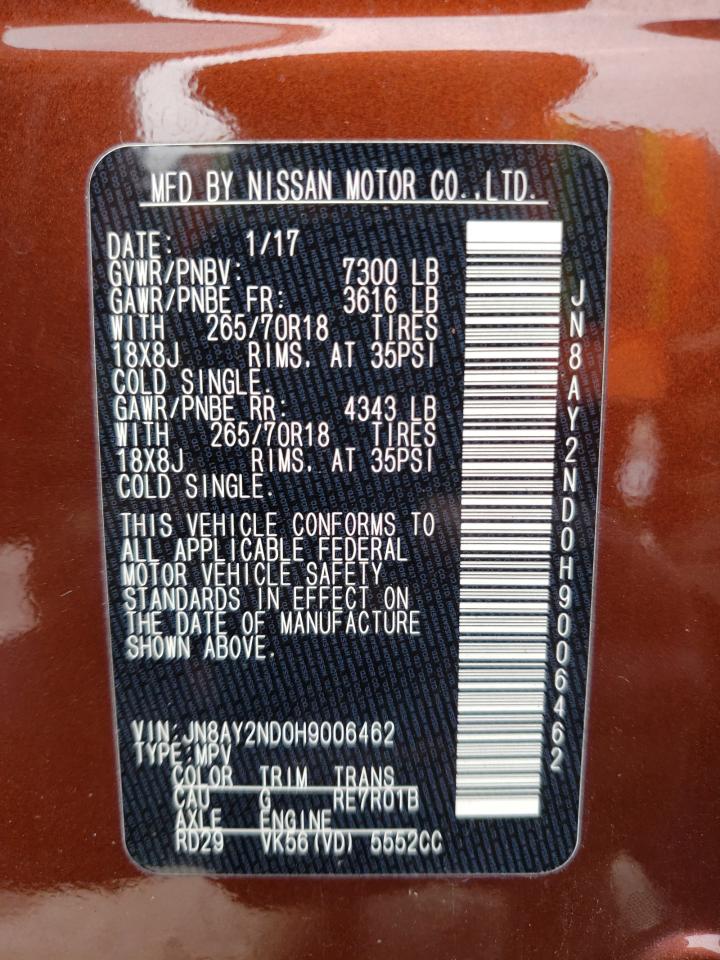 MFD BY NISSAN MOTOR CO.,LTD.
DATE: 1/17
GVWR/PNBV: 7300 LB
GAWR/PNBE FR: 3616 LB
WITH 265/70R18 TIRES
18X8J RIMS. AT 35PSI
COLD SINGLE.
GAWR/PNBE RR: 4343 LB
WITH 265/70R18 TIRES
18X8J RIMS. AT 35PSI
COLD SINGLE.
THIS VEHICLE CONFORMS TO
ALL APPLICABLE FEDERAL
MOTOR VEHICLE SAFETY
STANDARDS IN EFFECT ON
THE DATE OF MANUFACTURE
SHOWN ABOVE.
VIN:JN8AY2ND0H9006462
TYPE:MPV
COLOR TRIM TRANS
CAU G RE7R01B
AXLE ENGINE
RD29 VK56(VD) 5552CC
JN8AY2ND0H9006462